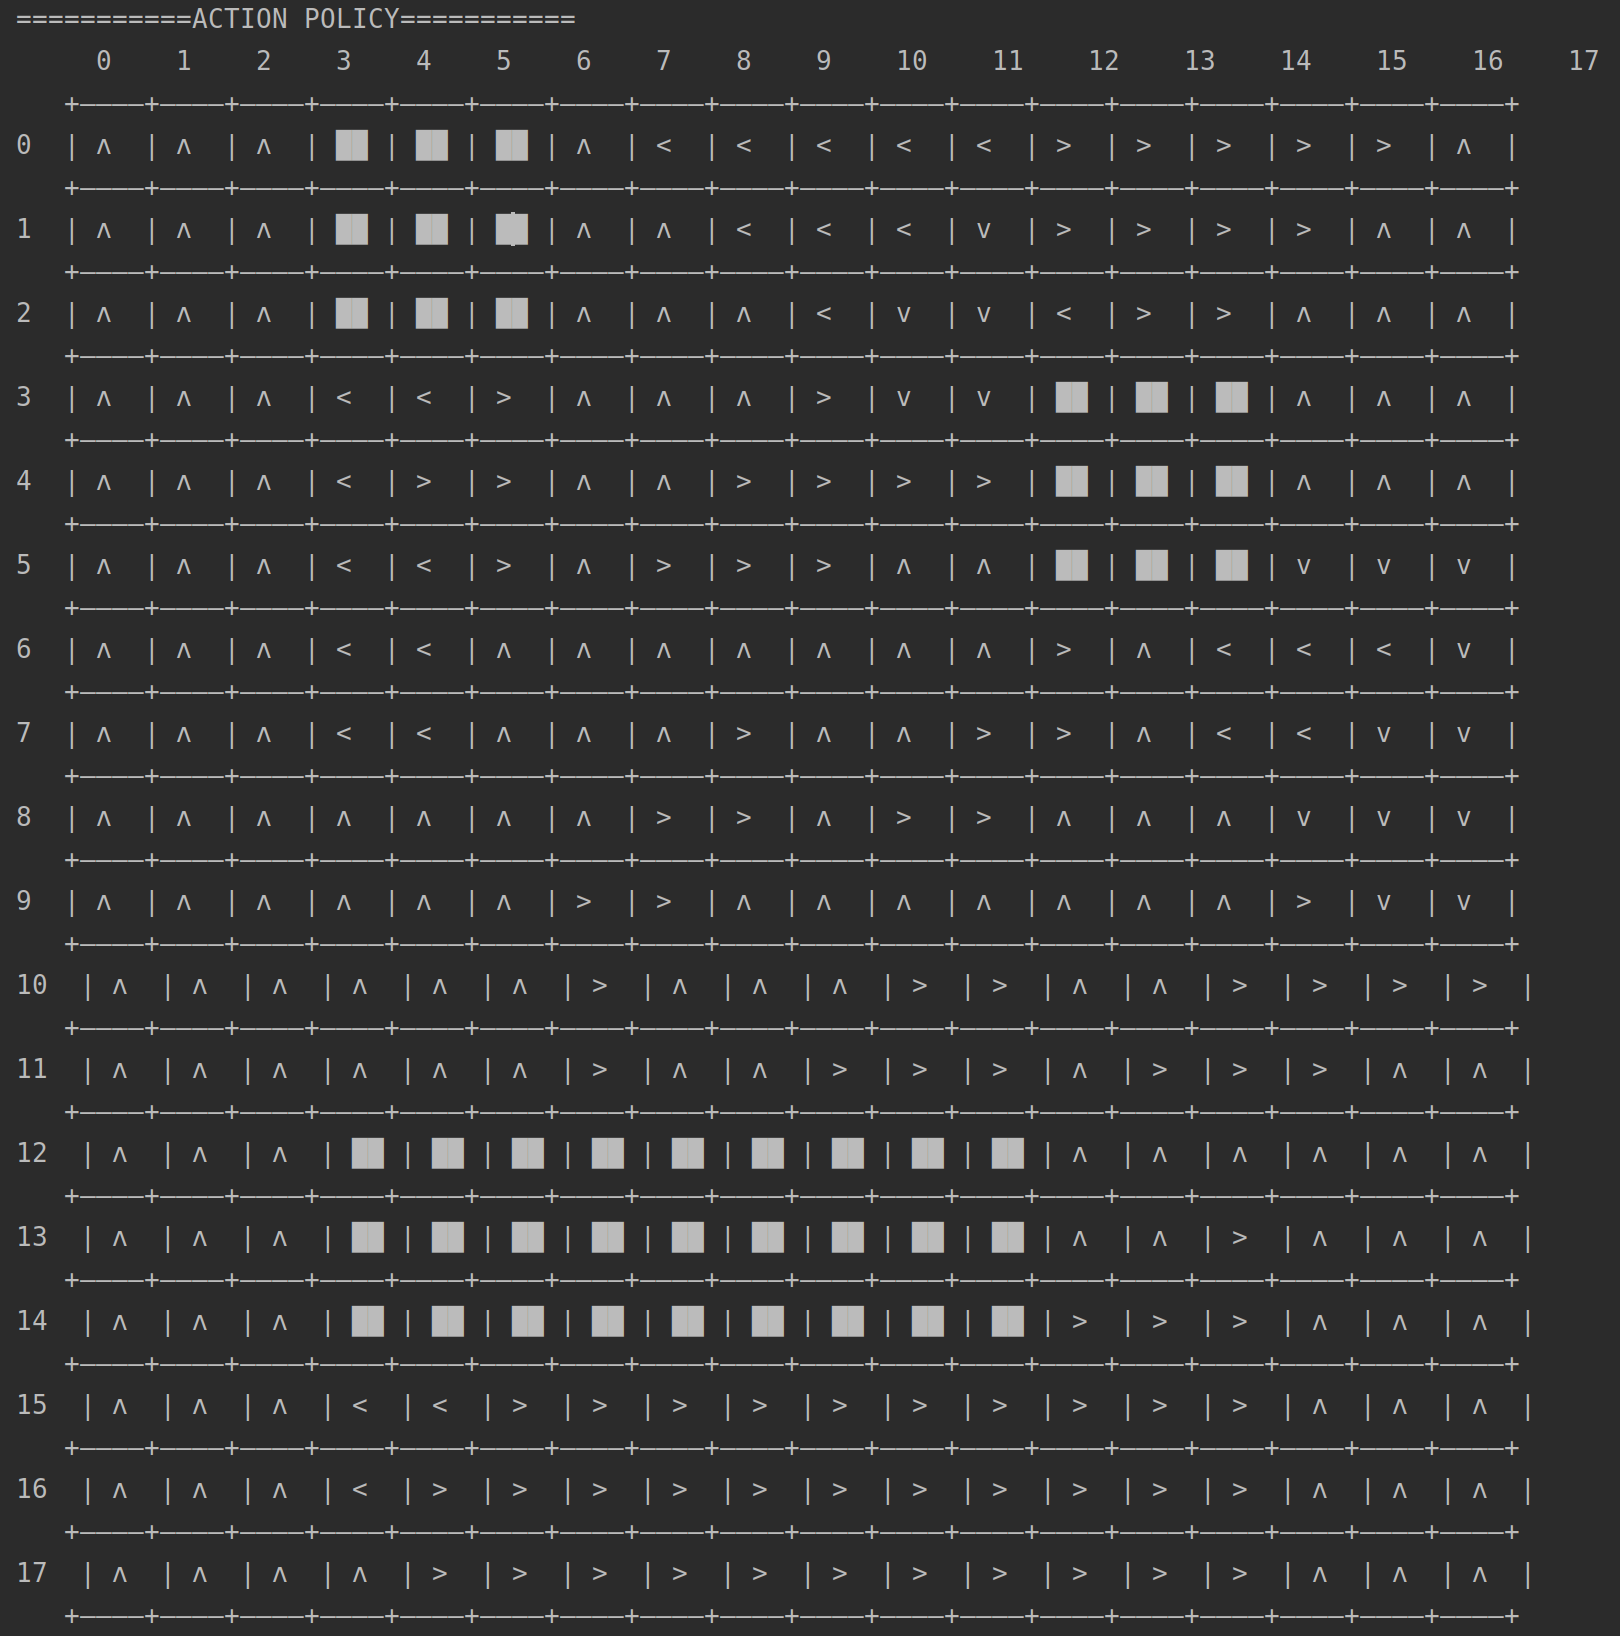 ===========ACTION POLICY===========
     0    1    2    3    4    5    6    7    8    9    10    11    12    13    14    15    16    17
   +————+————+————+————+————+————+————+————+————+————+————+————+————+————+————+————+————+————+
0  | ʌ  | ʌ  | ʌ  | ██ | ██ | ██ | ʌ  | <  | <  | <  | <  | <  | >  | >  | >  | >  | >  | ʌ  |
   +————+————+————+————+————+————+————+————+————+————+————+————+————+————+————+————+————+————+
1  | ʌ  | ʌ  | ʌ  | ██ | ██ | ██ | ʌ  | ʌ  | <  | <  | <  | v  | >  | >  | >  | >  | ʌ  | ʌ  |
   +————+————+————+————+————+————+————+————+————+————+————+————+————+————+————+————+————+————+
2  | ʌ  | ʌ  | ʌ  | ██ | ██ | ██ | ʌ  | ʌ  | ʌ  | <  | v  | v  | <  | >  | >  | ʌ  | ʌ  | ʌ  |
   +————+————+————+————+————+————+————+————+————+————+————+————+————+————+————+————+————+————+
3  | ʌ  | ʌ  | ʌ  | <  | <  | >  | ʌ  | ʌ  | ʌ  | >  | v  | v  | ██ | ██ | ██ | ʌ  | ʌ  | ʌ  |
   +————+————+————+————+————+————+————+————+————+————+————+————+————+————+————+————+————+————+
4  | ʌ  | ʌ  | ʌ  | <  | >  | >  | ʌ  | ʌ  | >  | >  | >  | >  | ██ | ██ | ██ | ʌ  | ʌ  | ʌ  |
   +————+————+————+————+————+————+————+————+————+————+————+————+————+————+————+————+————+————+
5  | ʌ  | ʌ  | ʌ  | <  | <  | >  | ʌ  | >  | >  | >  | ʌ  | ʌ  | ██ | ██ | ██ | v  | v  | v  |
   +————+————+————+————+————+————+————+————+————+————+————+————+————+————+————+————+————+————+
6  | ʌ  | ʌ  | ʌ  | <  | <  | ʌ  | ʌ  | ʌ  | ʌ  | ʌ  | ʌ  | ʌ  | >  | ʌ  | <  | <  | <  | v  |
   +————+————+————+————+————+————+————+————+————+————+————+————+————+————+————+————+————+————+
7  | ʌ  | ʌ  | ʌ  | <  | <  | ʌ  | ʌ  | ʌ  | >  | ʌ  | ʌ  | >  | >  | ʌ  | <  | <  | v  | v  |
   +————+————+————+————+————+————+————+————+————+————+————+————+————+————+————+————+————+————+
8  | ʌ  | ʌ  | ʌ  | ʌ  | ʌ  | ʌ  | ʌ  | >  | >  | ʌ  | >  | >  | ʌ  | ʌ  | ʌ  | v  | v  | v  |
   +————+————+————+————+————+————+————+————+————+————+————+————+————+————+————+————+————+————+
9  | ʌ  | ʌ  | ʌ  | ʌ  | ʌ  | ʌ  | >  | >  | ʌ  | ʌ  | ʌ  | ʌ  | ʌ  | ʌ  | ʌ  | >  | v  | v  |
   +————+————+————+————+————+————+————+————+————+————+————+————+————+————+————+————+————+————+
10  | ʌ  | ʌ  | ʌ  | ʌ  | ʌ  | ʌ  | >  | ʌ  | ʌ  | ʌ  | >  | >  | ʌ  | ʌ  | >  | >  | >  | >  |
   +————+————+————+————+————+————+————+————+————+————+————+————+————+————+————+————+————+————+
11  | ʌ  | ʌ  | ʌ  | ʌ  | ʌ  | ʌ  | >  | ʌ  | ʌ  | >  | >  | >  | ʌ  | >  | >  | >  | ʌ  | ʌ  |
   +————+————+————+————+————+————+————+————+————+————+————+————+————+————+————+————+————+————+
12  | ʌ  | ʌ  | ʌ  | ██ | ██ | ██ | ██ | ██ | ██ | ██ | ██ | ██ | ʌ  | ʌ  | ʌ  | ʌ  | ʌ  | ʌ  |
   +————+————+————+————+————+————+————+————+————+————+————+————+————+————+————+————+————+————+
13  | ʌ  | ʌ  | ʌ  | ██ | ██ | ██ | ██ | ██ | ██ | ██ | ██ | ██ | ʌ  | ʌ  | >  | ʌ  | ʌ  | ʌ  |
   +————+————+————+————+————+————+————+————+————+————+————+————+————+————+————+————+————+————+
14  | ʌ  | ʌ  | ʌ  | ██ | ██ | ██ | ██ | ██ | ██ | ██ | ██ | ██ | >  | >  | >  | ʌ  | ʌ  | ʌ  |
   +————+————+————+————+————+————+————+————+————+————+————+————+————+————+————+————+————+————+
15  | ʌ  | ʌ  | ʌ  | <  | <  | >  | >  | >  | >  | >  | >  | >  | >  | >  | >  | ʌ  | ʌ  | ʌ  |
   +————+————+————+————+————+————+————+————+————+————+————+————+————+————+————+————+————+————+
16  | ʌ  | ʌ  | ʌ  | <  | >  | >  | >  | >  | >  | >  | >  | >  | >  | >  | >  | ʌ  | ʌ  | ʌ  |
   +————+————+————+————+————+————+————+————+————+————+————+————+————+————+————+————+————+————+
17  | ʌ  | ʌ  | ʌ  | ʌ  | >  | >  | >  | >  | >  | >  | >  | >  | >  | >  | >  | ʌ  | ʌ  | ʌ  |
   +————+————+————+————+————+————+————+————+————+————+————+————+————+————+————+————+————+————+